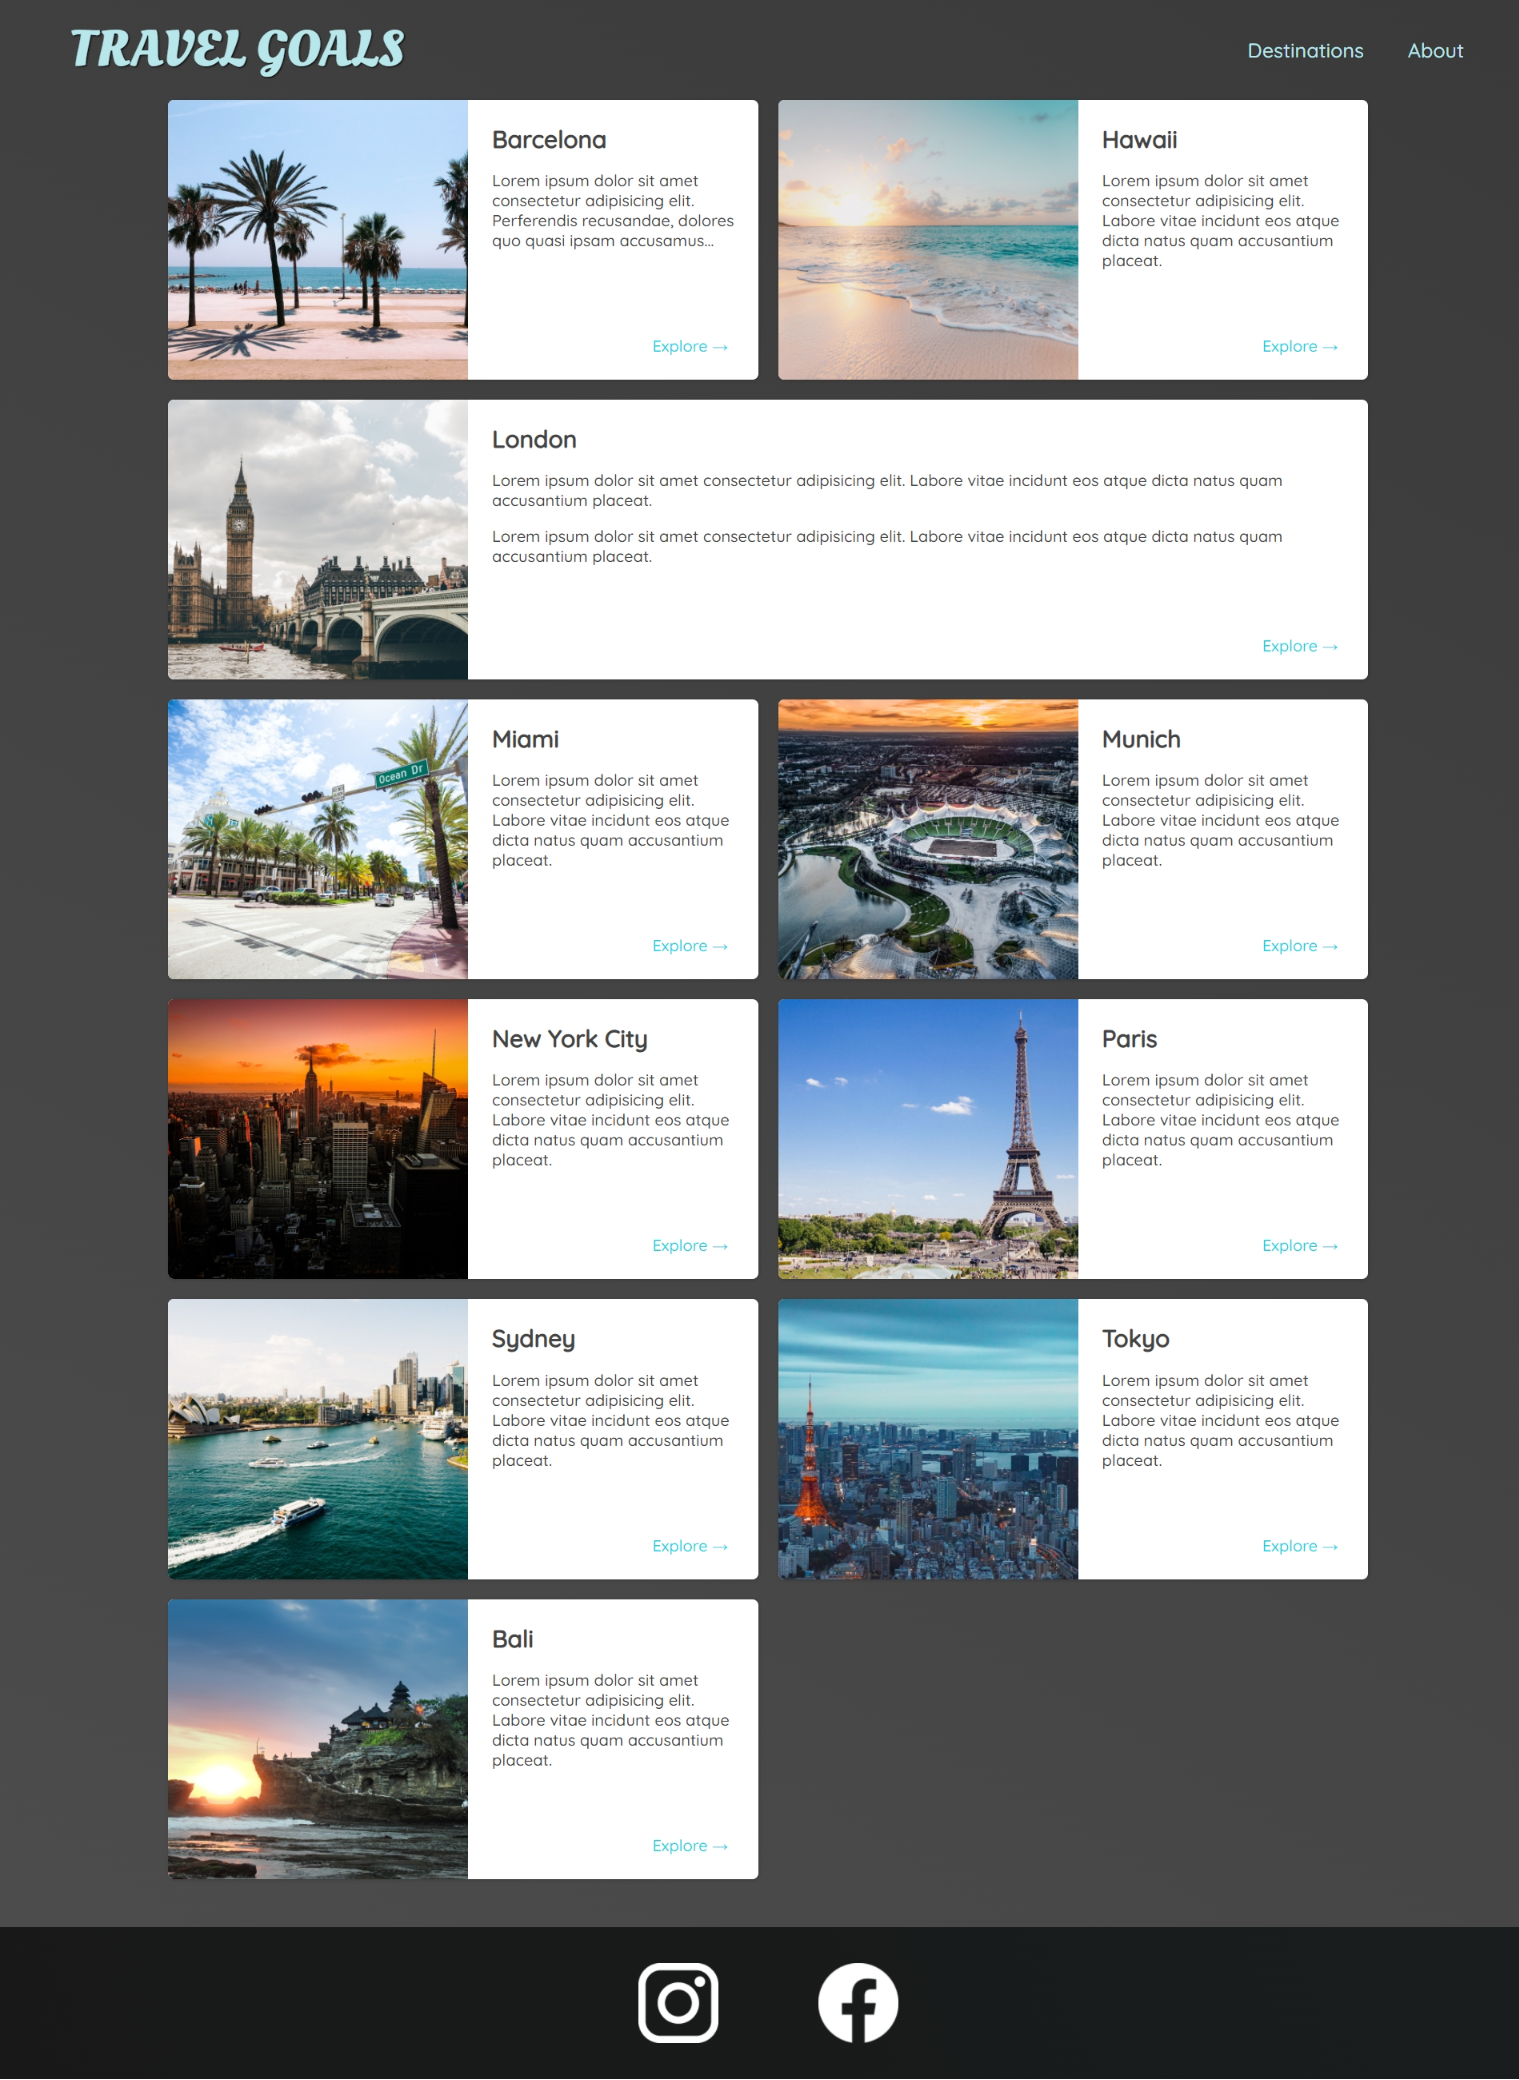 TRAVEL GOALS
Destinations
About
Barcelona
Lorem ipsum dolor sit amet
consectetur adipisicing elit.
Perferendis recusandae, dolores
quo quasi ipsam accusamus...
Explore →
Hawaii
Lorem ipsum dolor sit amet
consectetur adipisicing elit.
Labore vitae incidunt eos atque
dicta natus quam accusantium
placeat.
Explore →
London
Lorem ipsum dolor sit amet consectetur adipisicing elit. Labore vitae incidunt eos atque dicta natus quam
accusantium placeat.
Lorem ipsum dolor sit amet consectetur adipisicing elit. Labore vitae incidunt eos atque dicta natus quam
accusantium placeat.
Explore →
Ocean Dr
Miami
Lorem ipsum dolor sit amet
consectetur adipisicing elit.
Labore vitae incidunt eos atque
dicta natus quam accusantium
placeat.
Explore →
Munich
Lorem ipsum dolor sit amet
consectetur adipisicing elit.
Labore vitae incidunt eos atque
dicta natus quam accusantium
placeat.
Explore →
New York City
Lorem ipsum dolor sit amet
consectetur adipisicing elit.
Labore vitae incidunt eos atque
dicta natus quam accusantium
placeat.
Explore →
Paris
Lorem ipsum dolor sit amet
consectetur adipisicing elit.
Labore vitae incidunt eos atque
dicta natus quam accusantium
placeat.
Explore →
Sydney
Lorem ipsum dolor sit amet
consectetur adipisicing elit.
Labore vitae incidunt eos atque
dicta natus quam accusantium
placeat.
Explore →
Tokyo
Lorem ipsum dolor sit amet
consectetur adipisicing elit.
Labore vitae incidunt eos atque
dicta natus quam accusantium
placeat.
Explore →
Bali
Lorem ipsum dolor sit amet
consectetur adipisicing elit.
Labore vitae incidunt eos atque
dicta natus quam accusantium
placeat.
Explore →